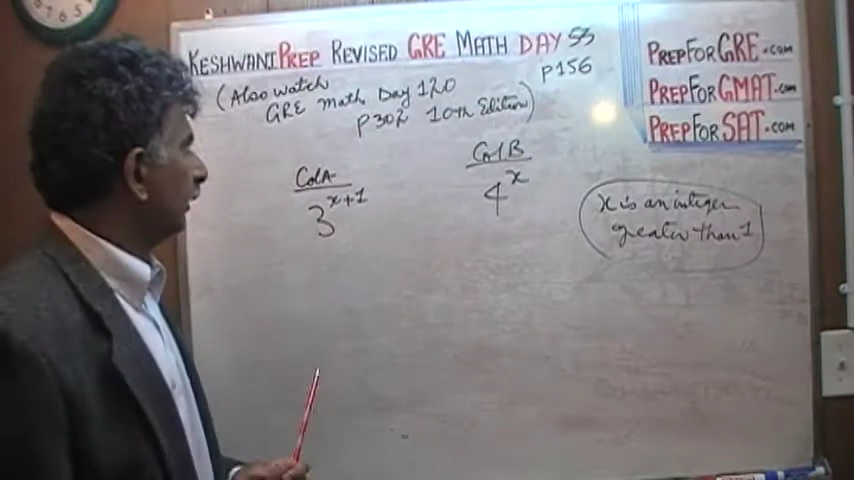 KESHWANI PREP REVISED GRE MATH DAY 53
P156
(Also watch
GRE Math Day 120
P302 10th Edition)
PREPFORGRE.COM
PREPFORGMAT.COM
PREPFORSAT.COM
Col A
3^{x+1}
Col B
4^x
x is an integer
greater than 1